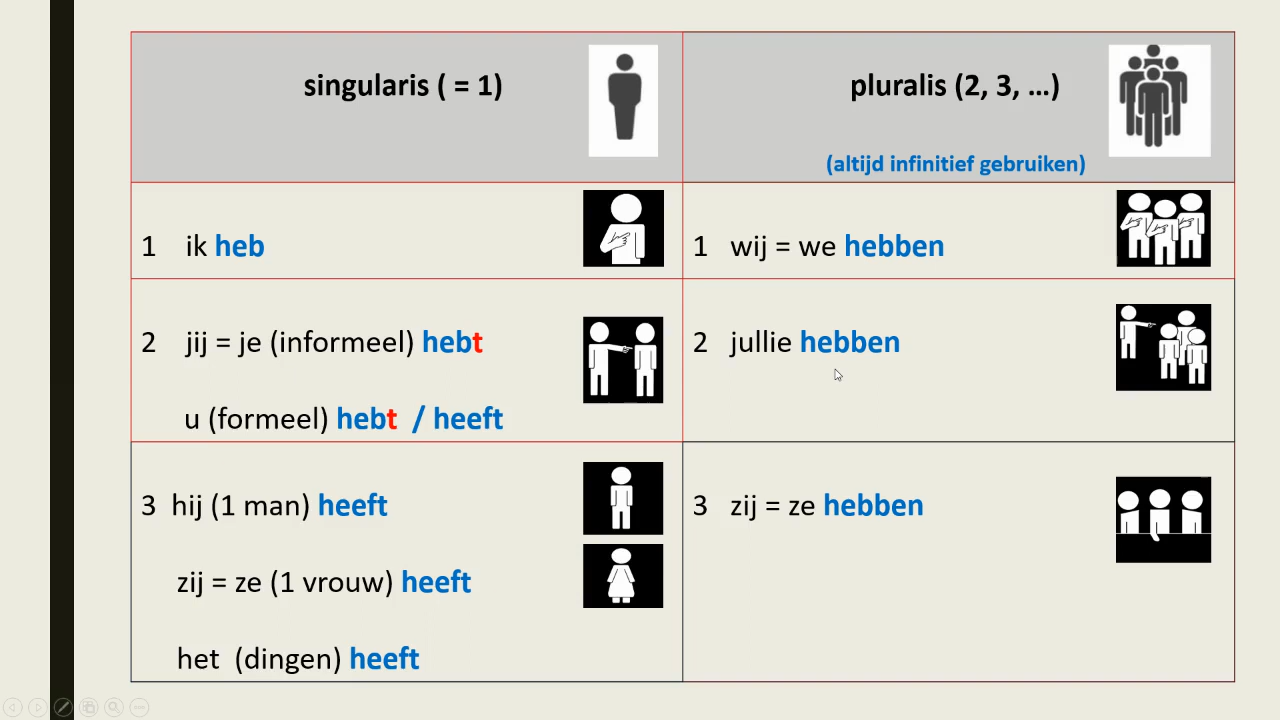 singularis ( = 1)
pluralis (2, 3, ...)
(altijd infinitief gebruiken)
1 ik heb
1 wij = we hebben
2 jij = je (informeel) hebt
u (formeel) hebt / heeft
2 jullie hebben
3 hij (1 man) heeft
zij = ze (1 vrouw) heeft
het (dingen) heeft
3 zij = ze hebben